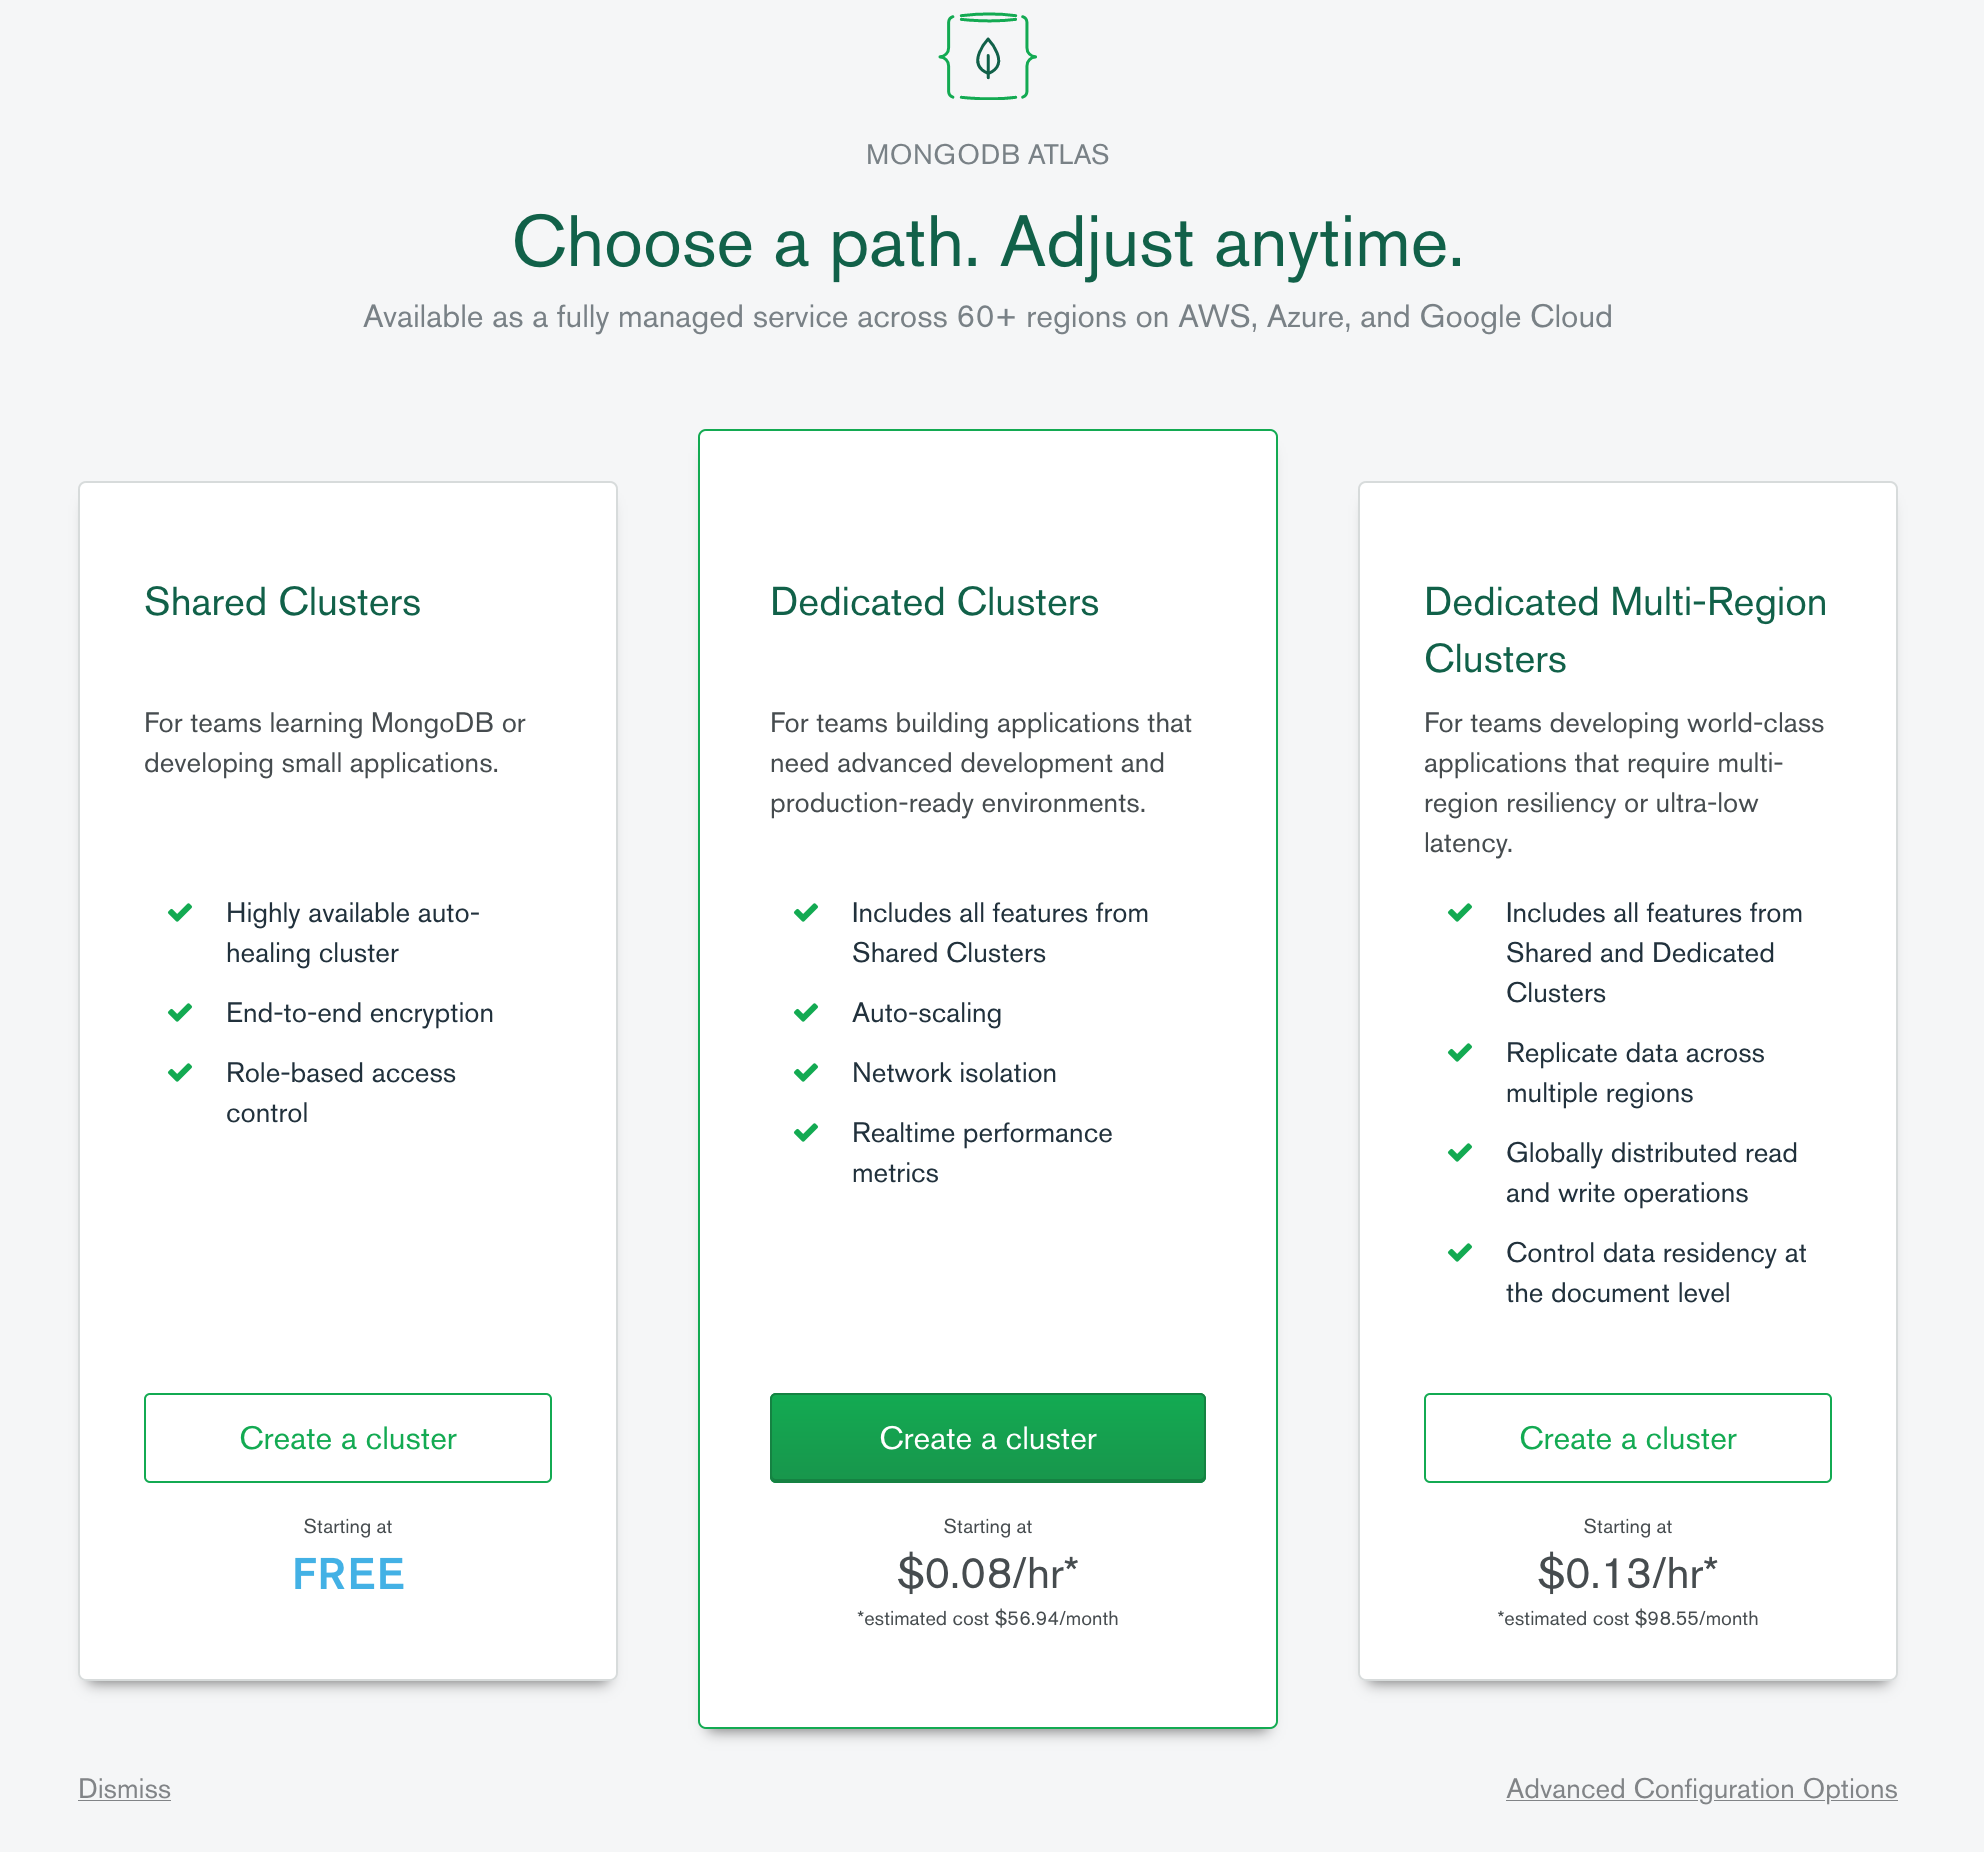 MONGODB ATLAS
Choose a path. Adjust anytime.
Available as a fully managed service across 60+ regions on AWS, Azure, and Google Cloud
Shared Clusters
For teams learning MongoDB or
developing small applications.
Highly available auto-
healing cluster
End-to-end encryption
Role-based access
control
Create a cluster
Starting at
FREE
Dedicated Clusters
For teams building applications that
need advanced development and
production-ready environments.
Includes all features from
Shared Clusters
Auto-scaling
Network isolation
Realtime performance
metrics
Create a cluster
Starting at
$0.08/hr*
*estimated cost $56.94/month
Dedicated Multi-Region
Clusters
For teams developing world-class
applications that require multi-
region resiliency or ultra-low
latency.
Includes all features from
Shared and Dedicated
Clusters
Replicate data across
multiple regions
Globally distributed read
and write operations
Control data residency at
the document level
Create a cluster
Starting at
$0.13/hr*
*estimated cost $98.55/month
Dismiss
Advanced Configuration Options